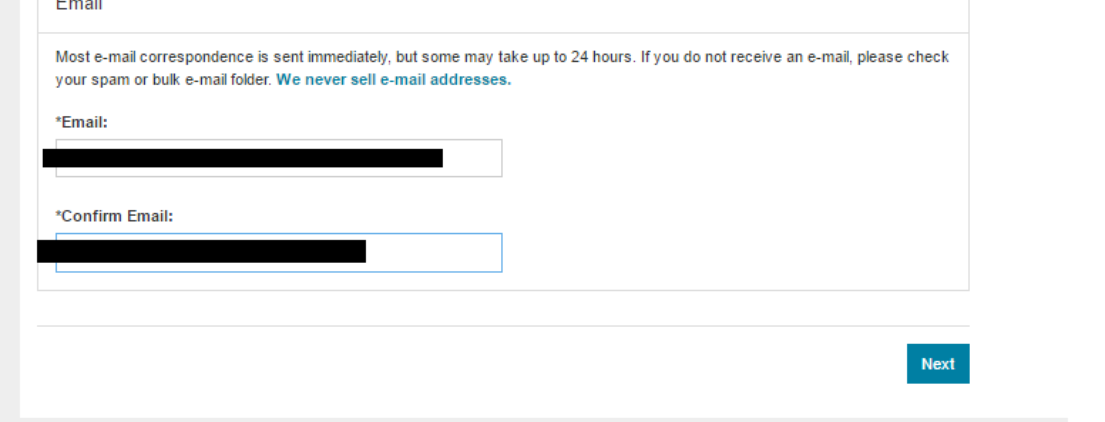 Email
Most e-mail correspondence is sent immediately, but some may take up to 24 hours. If you do not receive an e-mail, please check
your spam or bulk e-mail folder. We never sell e-mail addresses.
*Email:
*Confirm Email:
Next